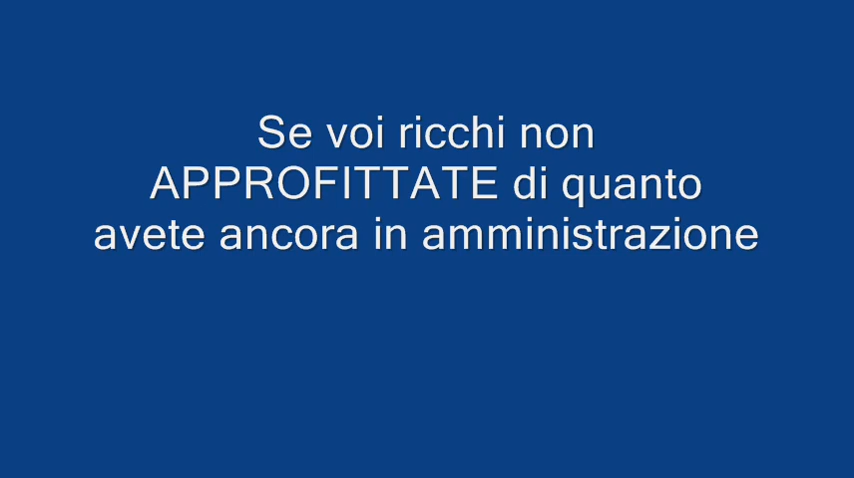 Se voi ricchi non
APPROFITTATE di quanto
avete ancora in amministrazione